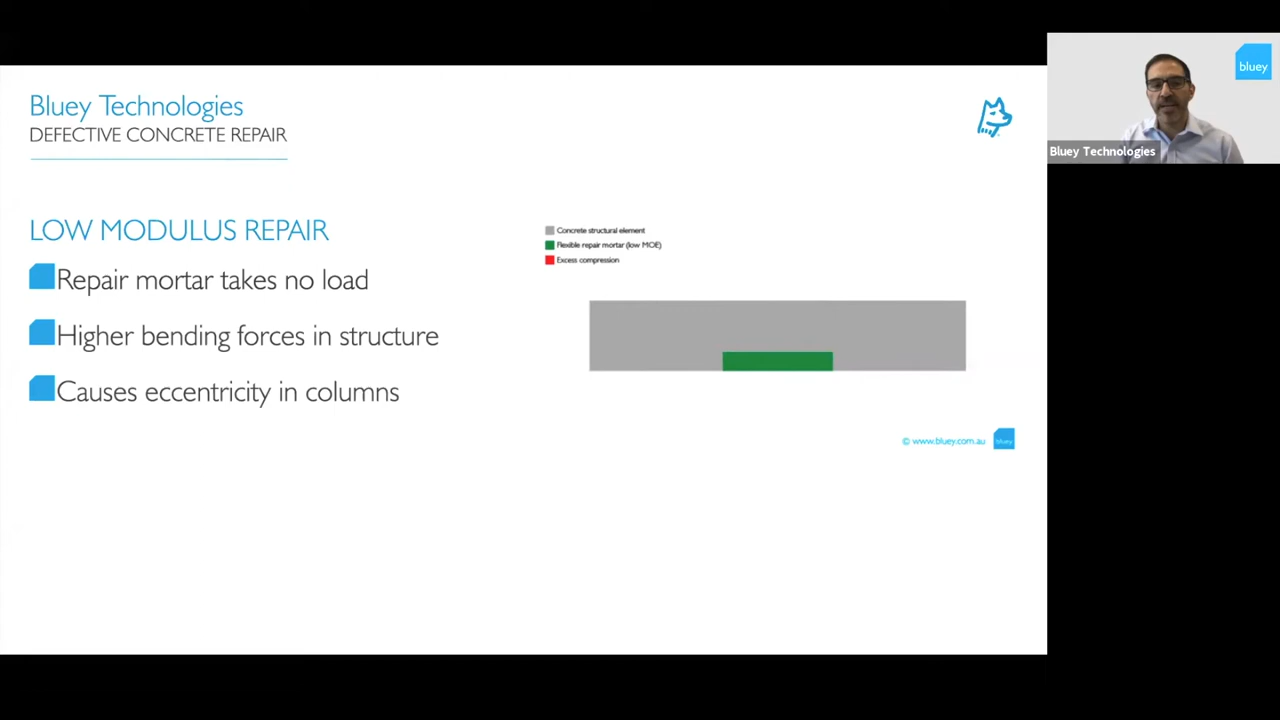 Bluey Technologies
DEFECTIVE CONCRETE REPAIR
LOW MODULUS REPAIR
Repair mortar takes no load
Higher bending forces in structure
Causes eccentricity in columns
Concrete structural element
Flexible repair mortar (low MOE)
Excess compression
© www.bluey.com.au
bluey
bluey
Bluey Technologies